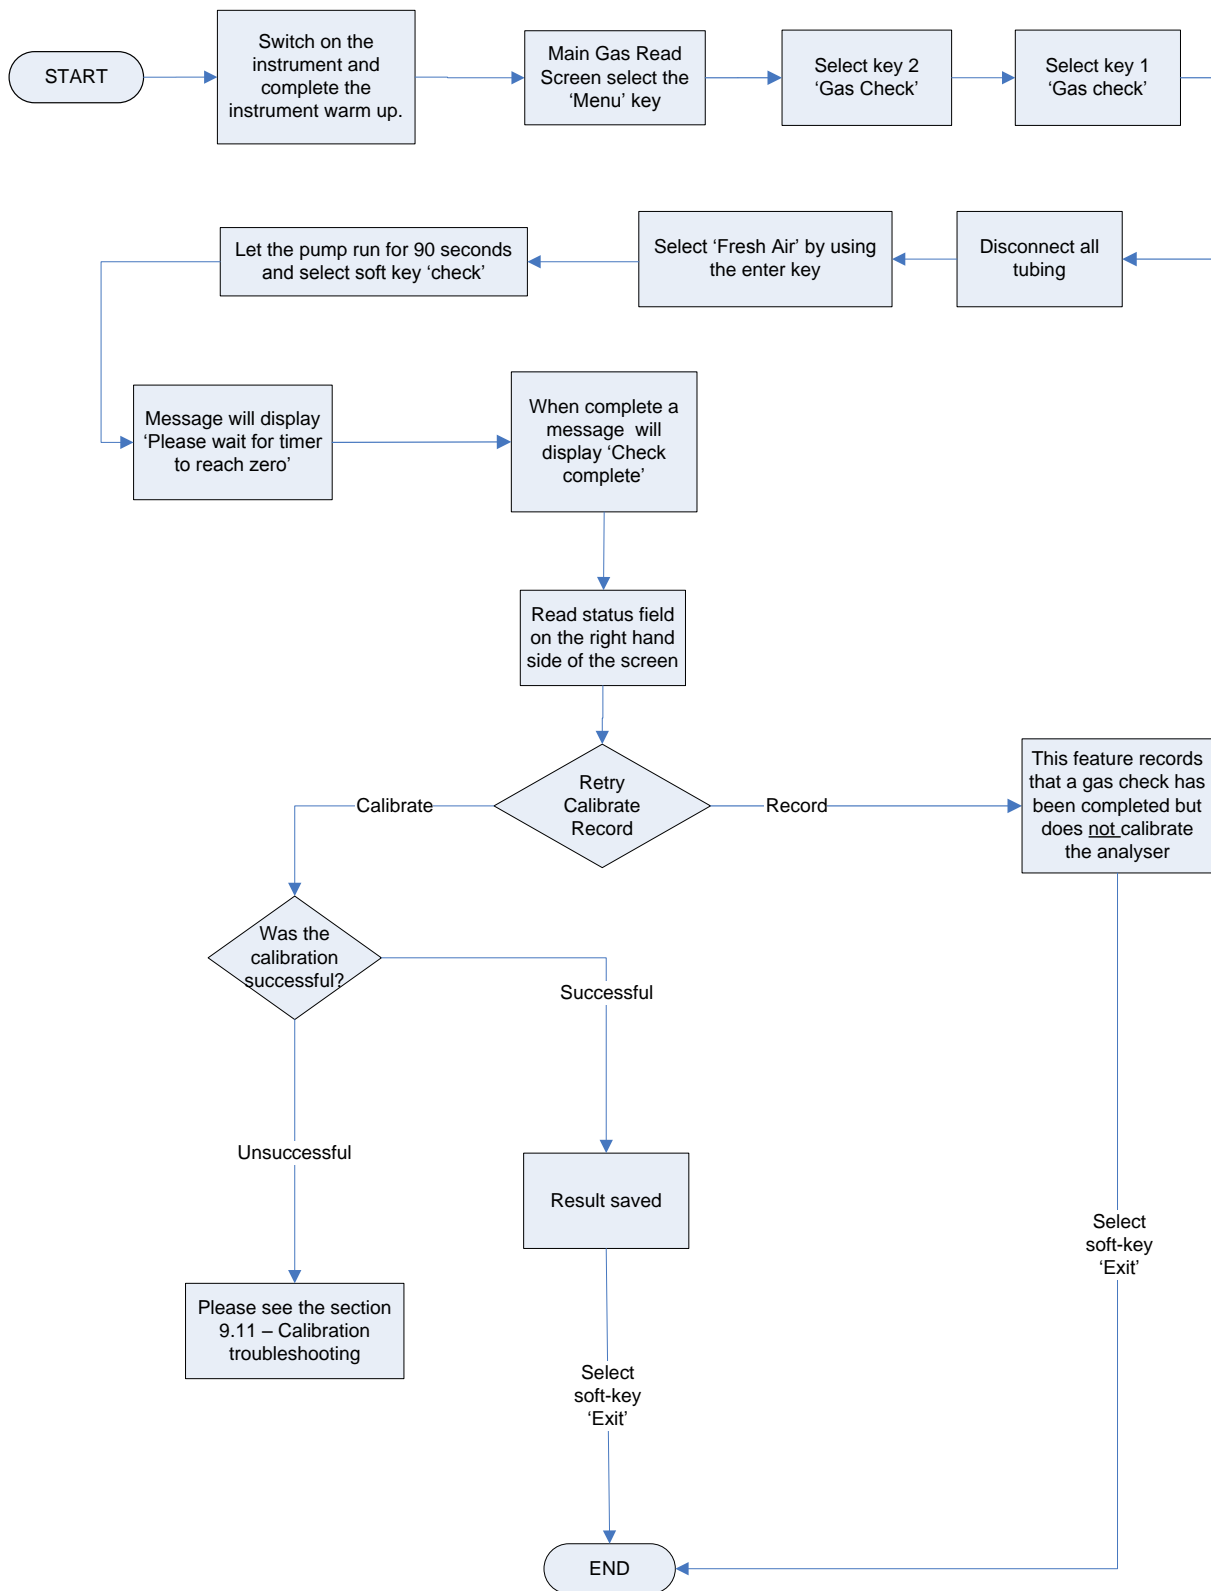 START
Switch on the
instrument and
complete the
instrument warm up.
Main Gas Read
Screen select the
‘Menu’ key
Select key 2
‘Gas Check’
Select key 1
‘Gas check’
Disconnect all
tubing
Select ‘Fresh Air’ by using
the enter key
Let the pump run for 90 seconds
and select soft key ‘check’
Message will display
‘Please wait for timer
to reach zero’
When complete a
message will
display ‘Check
complete’
Read status field
on the right hand
side of the screen
Retry
Calibrate
Record
Calibrate
Record
This feature records
that a gas check has
been completed but
does not calibrate
the analyser
Was the
calibration
successful?
Successful
Unsuccessful
Result saved
Please see the section
9.11 – Calibration
troubleshooting
Select
soft-key
‘Exit’
Select
soft-key
‘Exit’
END